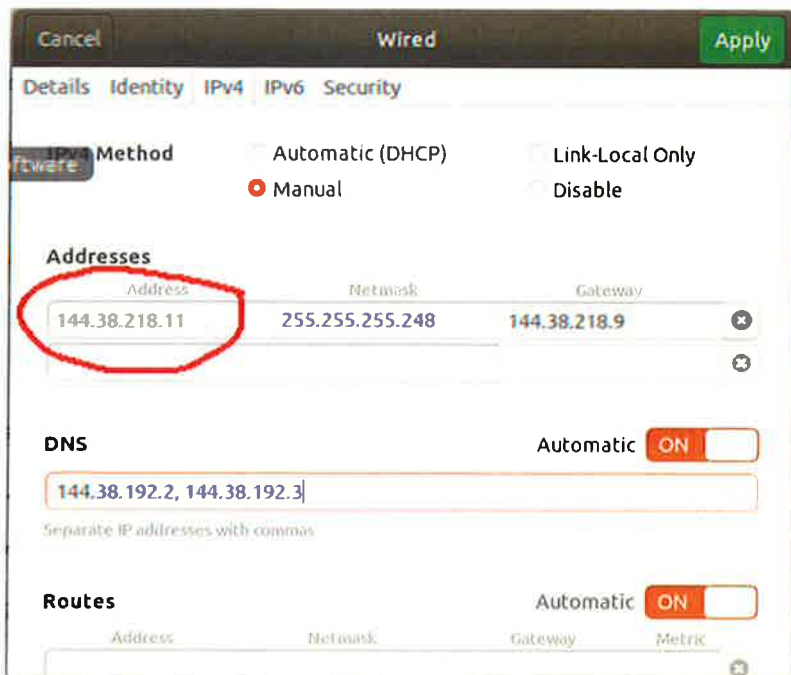 Cancel Wired Apply
Details Identity IPv4 IPv6 Security
IPv4 Method Automatic (DHCP) Link-Local Only
ftware
Manual Disable
Addresses
Address Netmask Gateway
144.38.218.11 255.255.255.248 144.38.218.9
DNS Automatic ON
144.38.192.2, 144.38.192.3
Separate IP addresses with commas
Routes Automatic ON
Address Netmask Gateway Metric